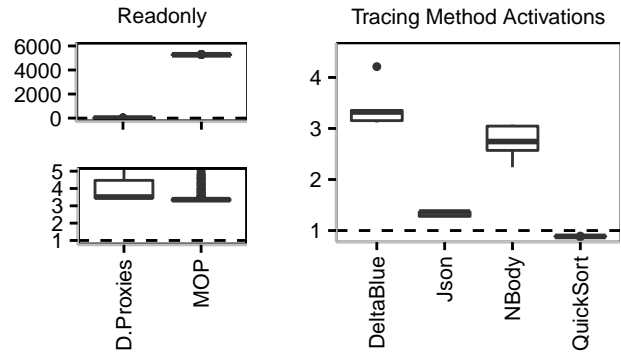 Readonly
6000
4000
2000
0
5
4
3
2
1
D.Proxies
MOP
Tracing Method Activations
4
3
2
1
DeltaBlue
Json
NBody
QuickSort